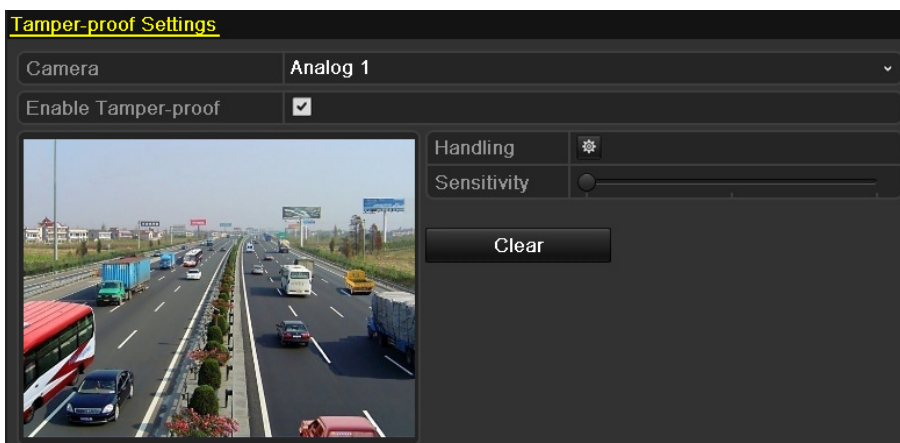 Tamper-proof Settings
Camera Analog 1
Enable Tamper-proof
Handling
Sensitivity
Clear